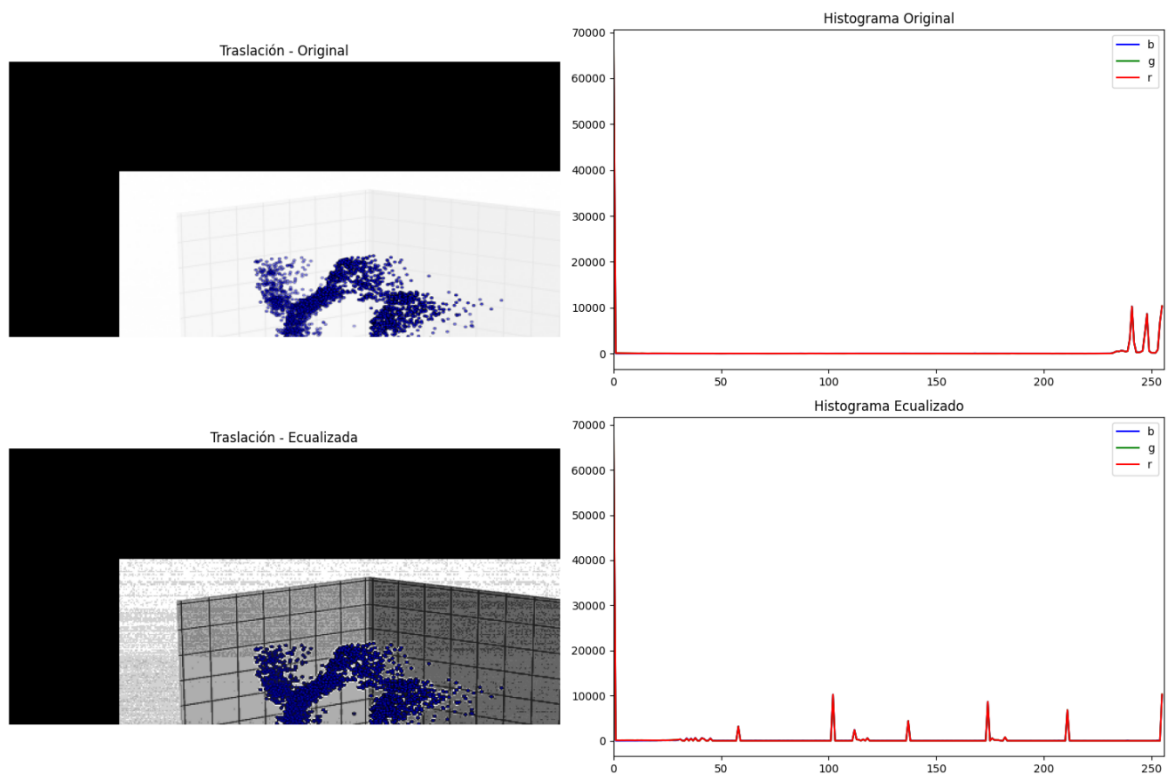 Traslación - Original
Histograma Original
70000
60000
50000
40000
30000
20000
10000
0
0 50 100 150 200 250
b
g
r
Traslación - Ecualizada
Histograma Ecualizado
70000
60000
50000
40000
30000
20000
10000
0
0 50 100 150 200 250
b
g
r